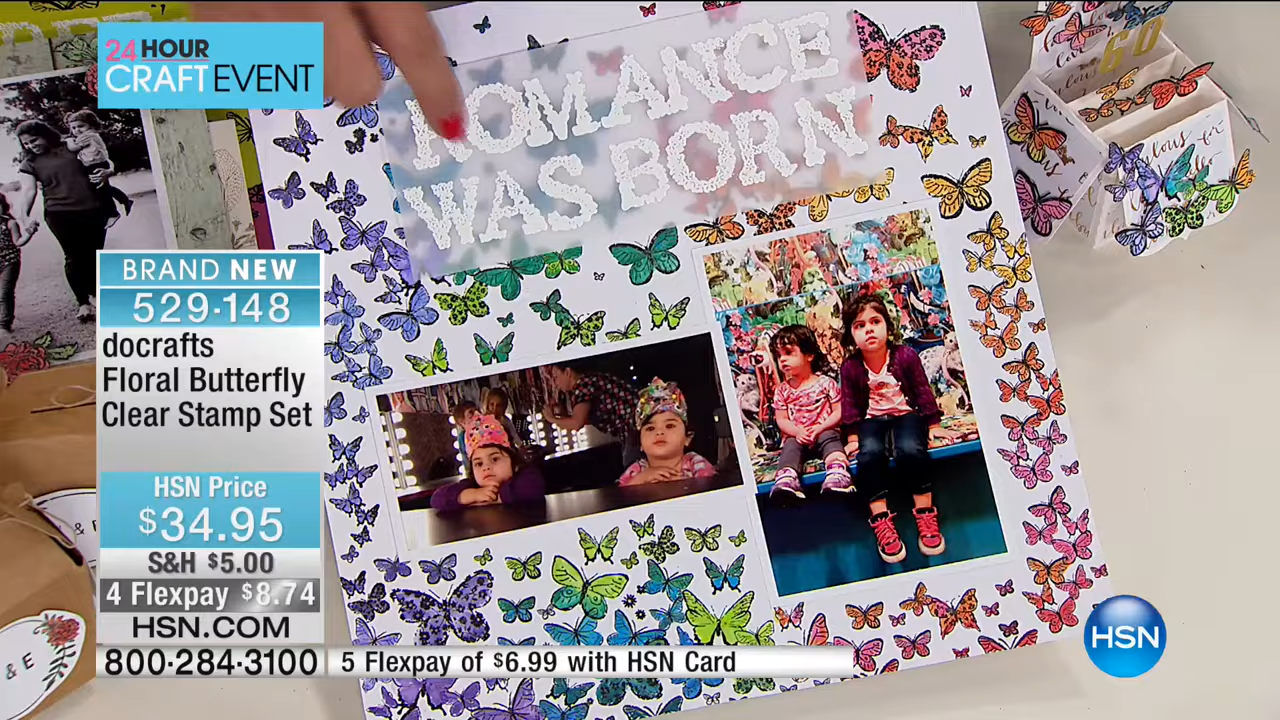 24 HOUR
CRAFT EVENT
ROMANCE
WAS BORN
60
BRAND NEW
529·148
docrafts
Floral Butterfly
Clear Stamp Set
HSN Price
$34.95
S&H $5.00
4 Flexpay $8.74
HSN.COM
800·284·3100
5 Flexpay of $6.99 with HSN Card
HSN
& E
& E